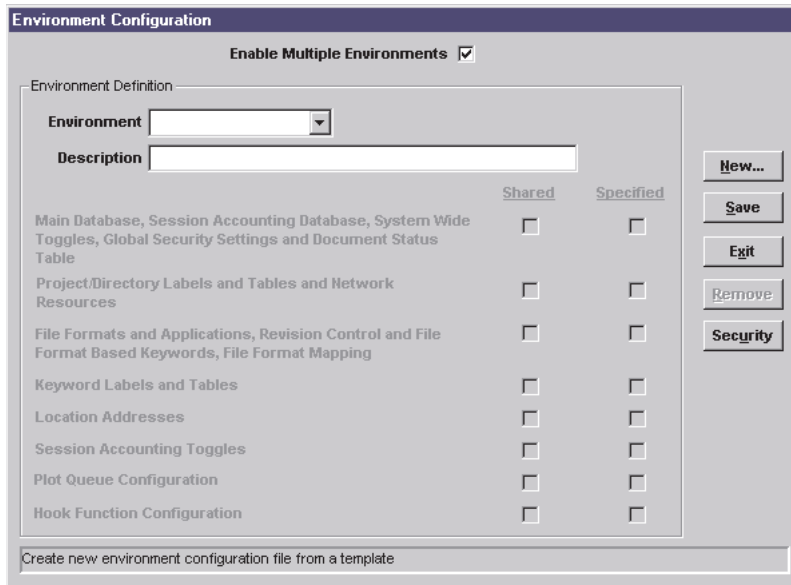 Environment Configuration
Enable Multiple Environments
Environment Definition
Environment
Description
New...
Shared Specified
Save
Main Database, Session Accounting Database, System Wide
Toggles, Global Security Settings and Document Status
Table
Exit
Project/Directory Labels and Tables and Network
Resources
Remove
File Formats and Applications, Revision Control and File
Format Based Keywords, File Format Mapping
Security
Keyword Labels and Tables
Location Addresses
Session Accounting Toggles
Plot Queue Configuration
Hook Function Configuration
Create new environment configuration file from a template